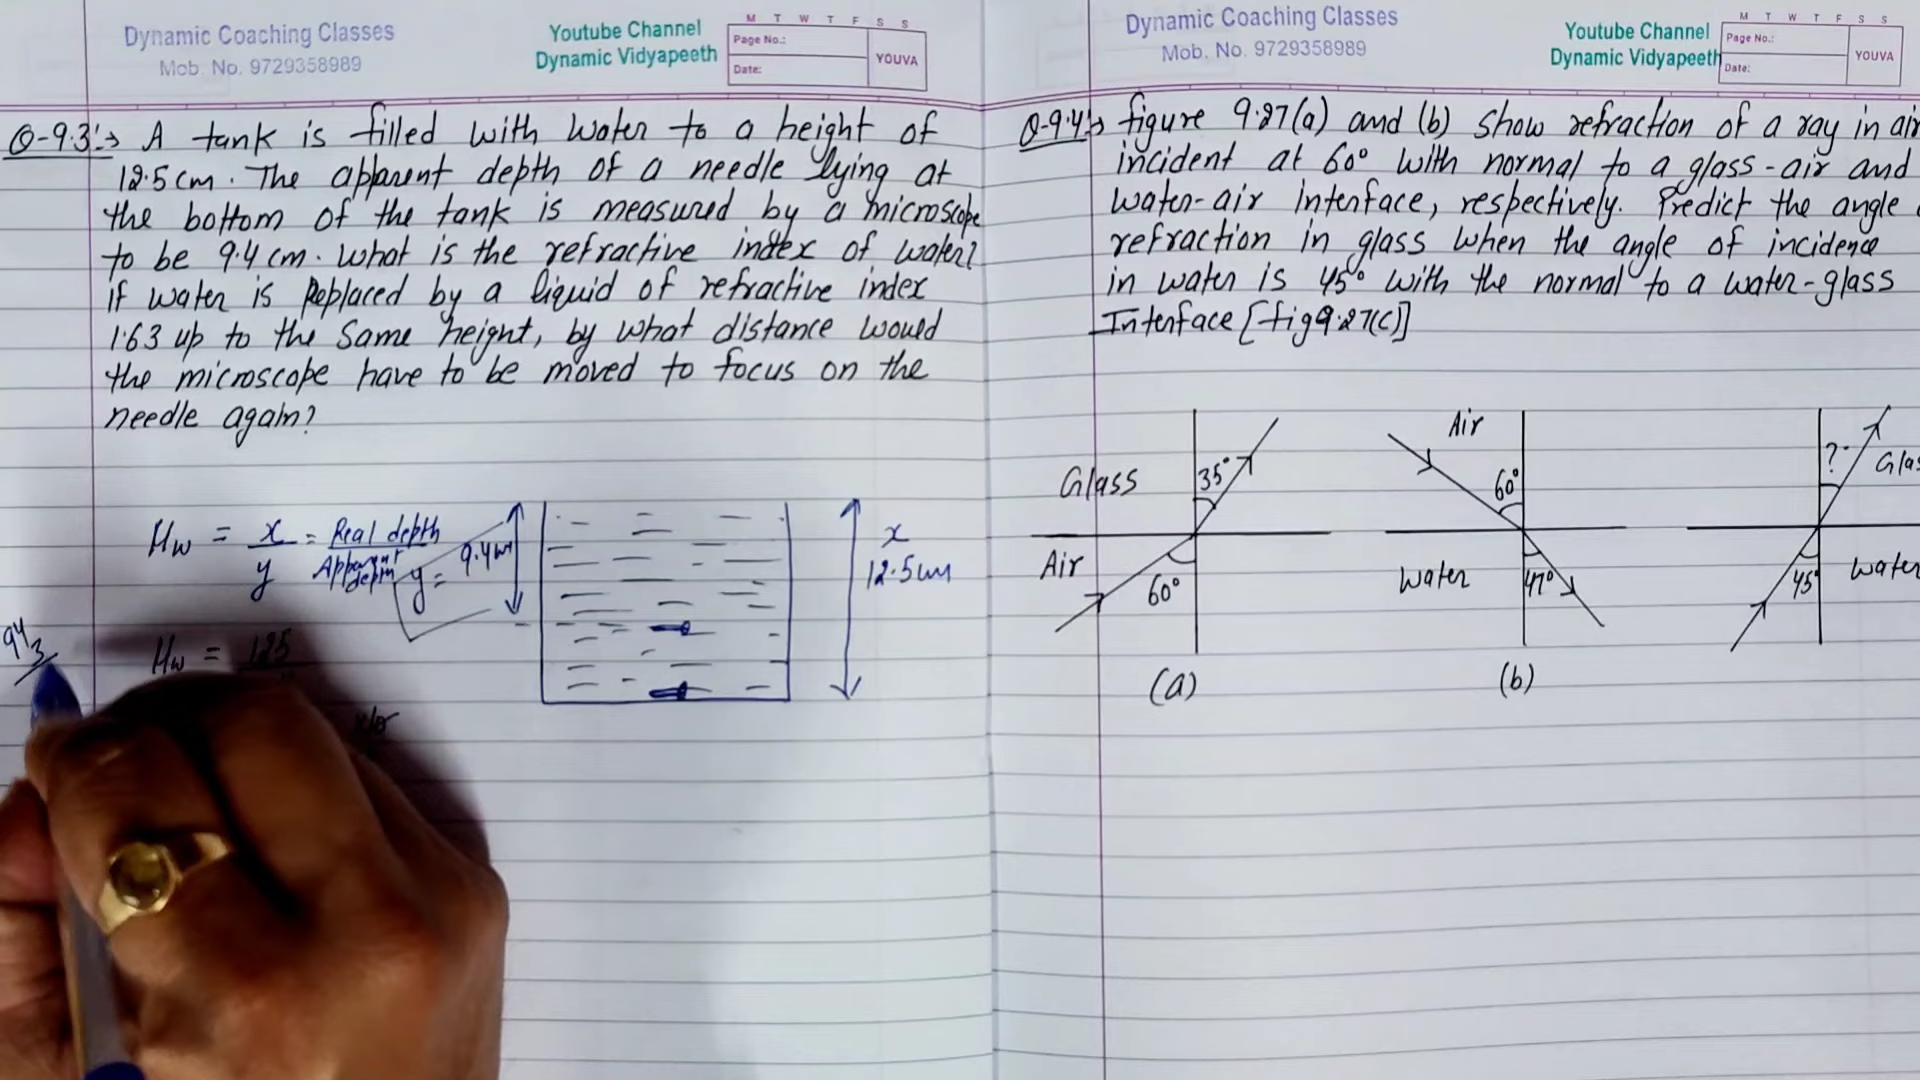 Dynamic Coaching Classes
Mob. No. 9729358989
Youtube Channel
Dynamic Vidyapeeth
M T W T F S S
Page No.:
Date:
YOUVA
Q-9.3:→ A tank is filled with water to a height of
12.5 cm. The apparent depth of a needle lying at
the bottom of the tank is measured by a microscope
to be 9.4 cm. What is the refractive index of water?
if water is Replaced by a liquid of refractive index
1.63 up to the same height, by what distance would
the microscope have to be moved to focus on the
needle again?
μw = x/y = Real depth / Apparent depth
y = 9.4 cm
x
12.5 cm
μw = 125
94
3
Dynamic Coaching Classes
Mob. No. 9729358989
Youtube Channel
Dynamic Vidyapeeth
M T W T F S S
Page No.:
Date:
YOUVA
Q-9.4:→ figure 9.27(a) and (b) show refraction of a ray in air
incident at 60° with normal to a glass-air and
water-air interface, respectively. Predict the angle
refraction in glass when the angle of incidence
in water is 45° with the normal to a water-glass
Interface [fig 9.27(c)]
Glass 35°
Air 60°
(a)
Air 60°
Water 47°
(b)
? Glas
45° Water